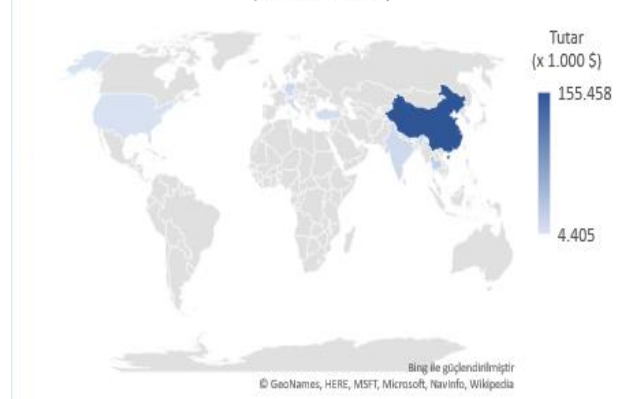 Tutar
(x 1.000 $)
155.458
4.405
Bing ile güçlendirilmiştir
© GeoNames, HERE, MSFT, Microsoft, NavInfo, Wikipedia